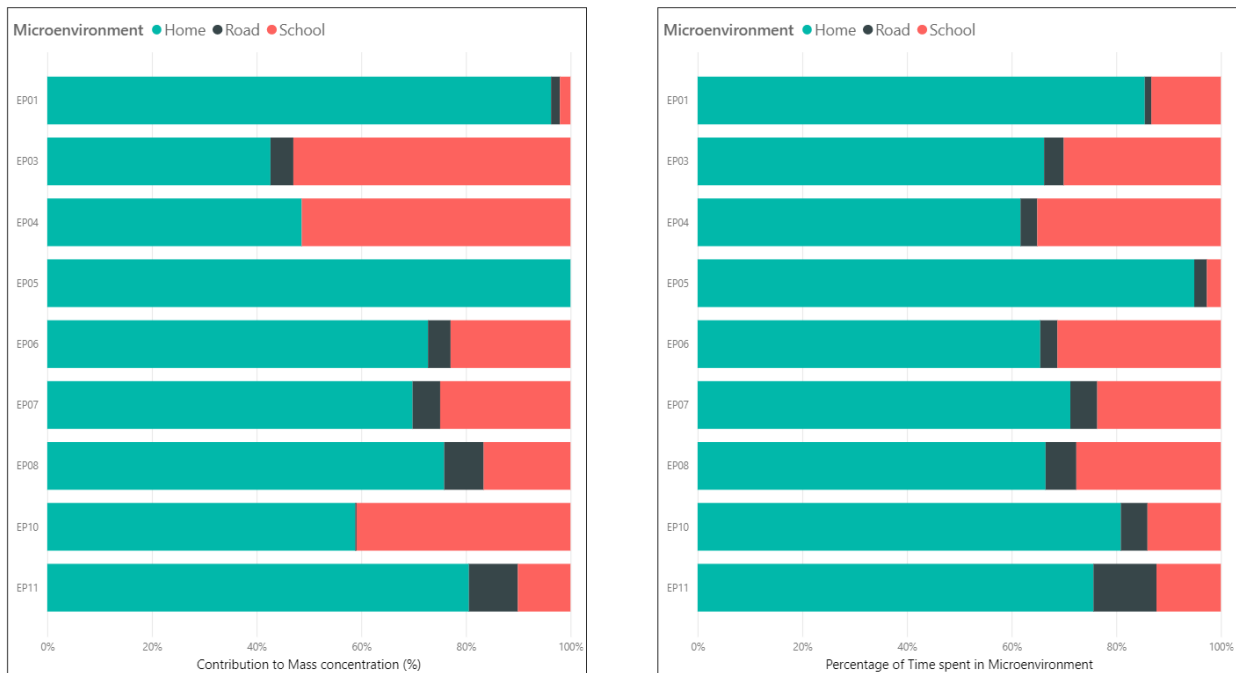 Microenvironment Home Road School
EP01
EP03
EP04
EP05
EP06
EP07
EP08
EP10
EP11
0% 20% 40% 60% 80% 100%
Contribution to Mass concentration (%)
Microenvironment Home Road School
EP01
EP03
EP04
EP05
EP06
EP07
EP08
EP10
EP11
0% 20% 40% 60% 80% 100%
Percentage of Time spent in Microenvironment